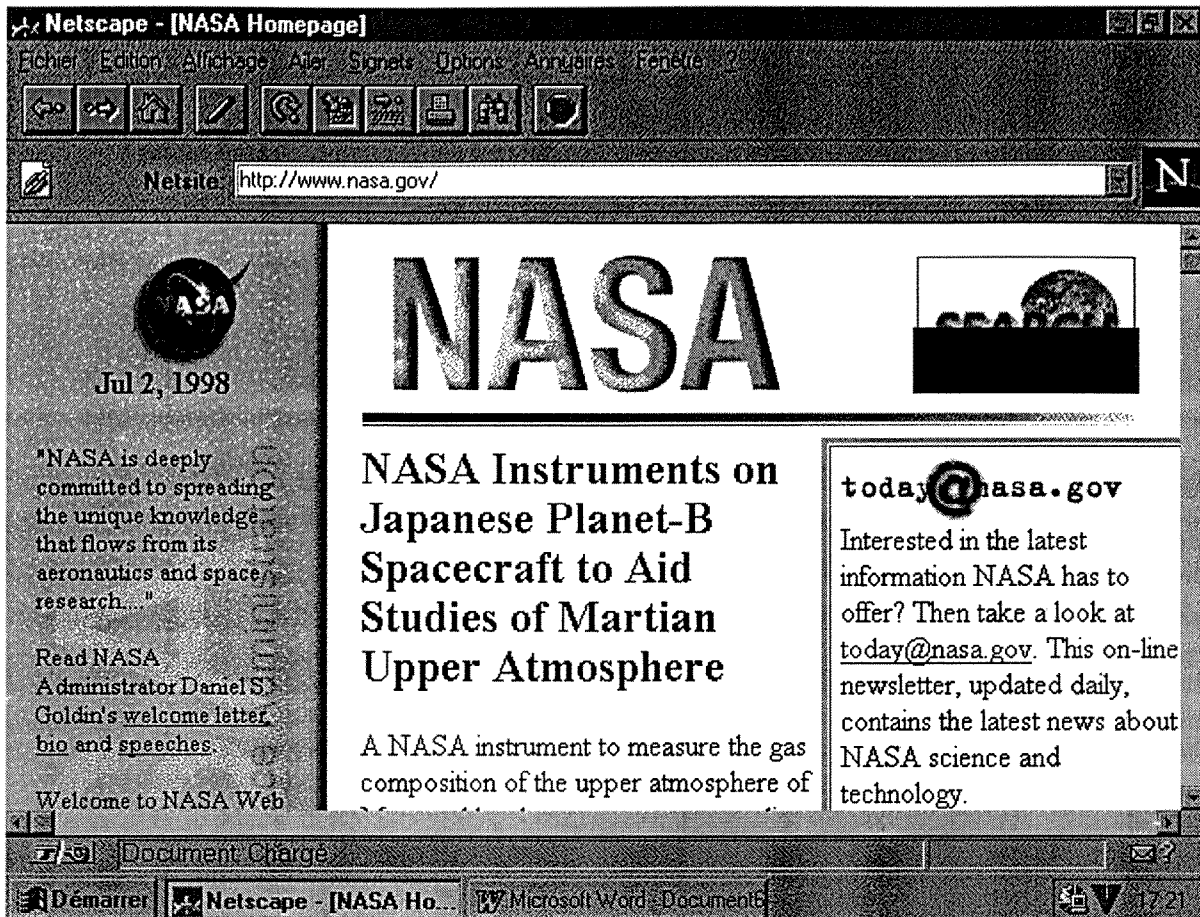 Netscape - [NASA Homepage]
Fichier Edition Affichage Aller Signets Options Annuaires Fenêtre ?
Netsite: http://www.nasa.gov/
N
NASA
Jul 2, 1998
"NASA is deeply
committed to spreading
the unique knowledge
that flows from its
aeronautics and space
research..."
Read NASA
Administrator Daniel S.
Goldin's welcome letter,
bio and speeches.
Welcome to NASA Web
NASA
SEARCH
NASA Instruments on
Japanese Planet-B
Spacecraft to Aid
Studies of Martian
Upper Atmosphere
A NASA instrument to measure the gas
composition of the upper atmosphere of
today@nasa.gov
Interested in the latest
information NASA has to
offer? Then take a look at
today@nasa.gov. This on-line
newsletter, updated daily,
contains the latest news about
NASA science and
technology.
Document Chargé
Démarrer Netscape - [NASA Ho... Microsoft Word - Document6 17:21